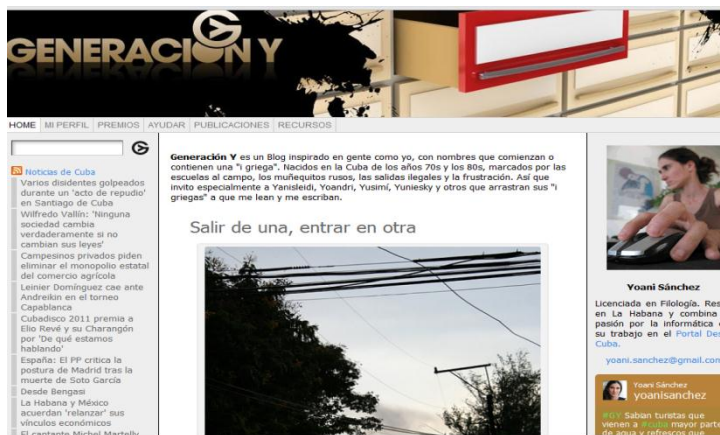 GENERACIÓN Y
HOME MI PERFIL PREMIOS AYUDAR PUBLICACIONES RECURSOS
Noticias de Cuba
Varios disidentes golpeados
durante un 'acto de repudio'
en Santiago de Cuba
Wilfredo Vallín: 'Ninguna
sociedad cambia
verdaderamente si no
cambian sus leyes'
Campesinos privados piden
eliminar el monopolio estatal
del comercio agrícola
Leinier Domínguez cae ante
Andreikin en el torneo
Capablanca
Cubadisco 2011 premia a
Elio Revé y su Charangón
por 'De qué estamos
hablando'
España: El PP critica la
postura de Madrid tras la
muerte de Soto García
Desde Bengasi
La Habana y México
acuerdan 'relanzar' sus
vínculos económicos
El cantante Michel Martelly
Generación Y es un Blog inspirado en gente como yo, con nombres que comienzan o
contienen una "i griega". Nacidos en la Cuba de los años 70s y los 80s, marcados por las
escuelas al campo, los muñequitos rusos, las salidas ilegales y la frustración. Así que
invito especialmente a Yanisleidi, Yoandri, Yusimí, Yuniesky y otros que arrastran sus "i
griegas" a que me lean y me escriban.
Salir de una, entrar en otra
Yoani Sánchez
Licenciada en Filología. Res
en La Habana y combina
pasión por la informática
su trabajo en el Portal Des
Cuba.
yoani.sanchez@gmail.com
Yoani Sánchez
yoanisanchez
#GY Sabian turistas que
vienen a #cuba mayor parte
de agua y refrescos que